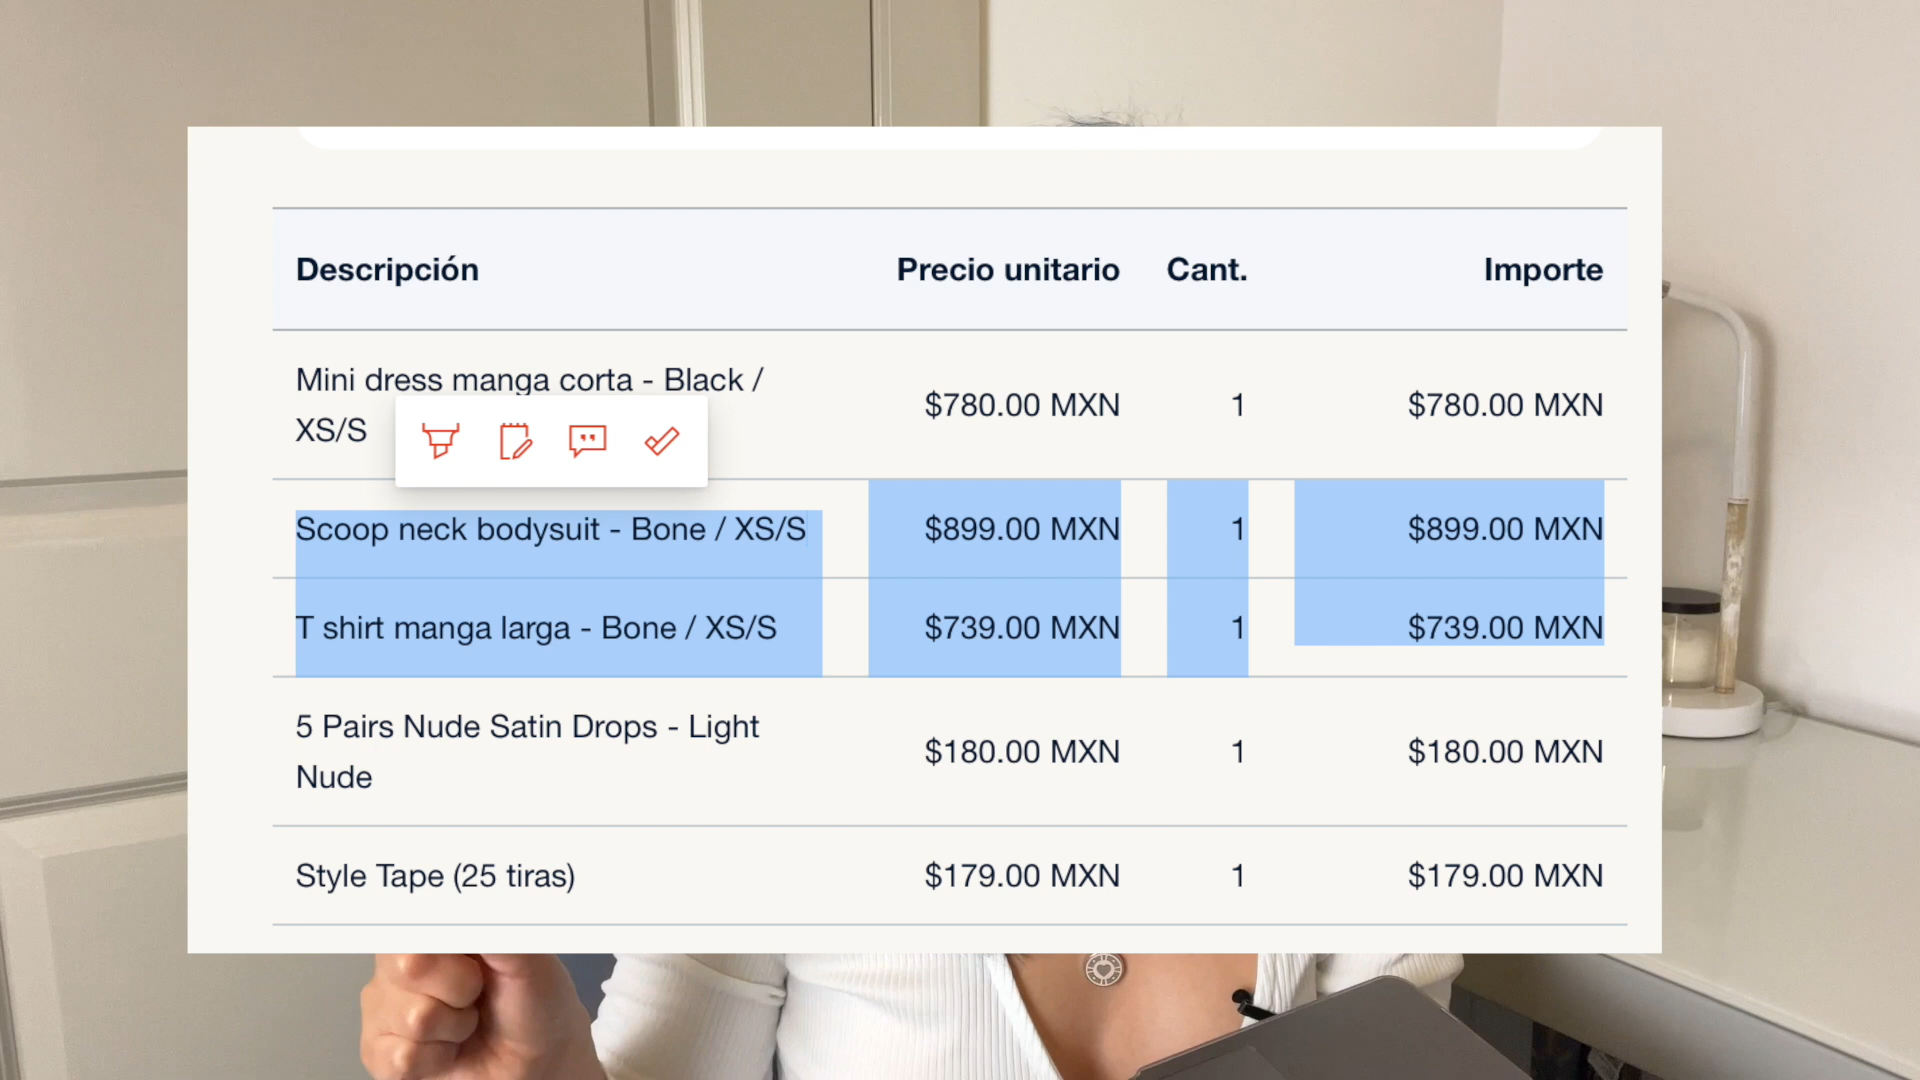 Descripción Precio unitario Cant. Importe
Mini dress manga corta - Black /
XS/S $780.00 MXN 1 $780.00 MXN
Scoop neck bodysuit - Bone / XS/S $899.00 MXN 1 $899.00 MXN
T shirt manga larga - Bone / XS/S $739.00 MXN 1 $739.00 MXN
5 Pairs Nude Satin Drops - Light
Nude $180.00 MXN 1 $180.00 MXN
Style Tape (25 tiras) $179.00 MXN 1 $179.00 MXN